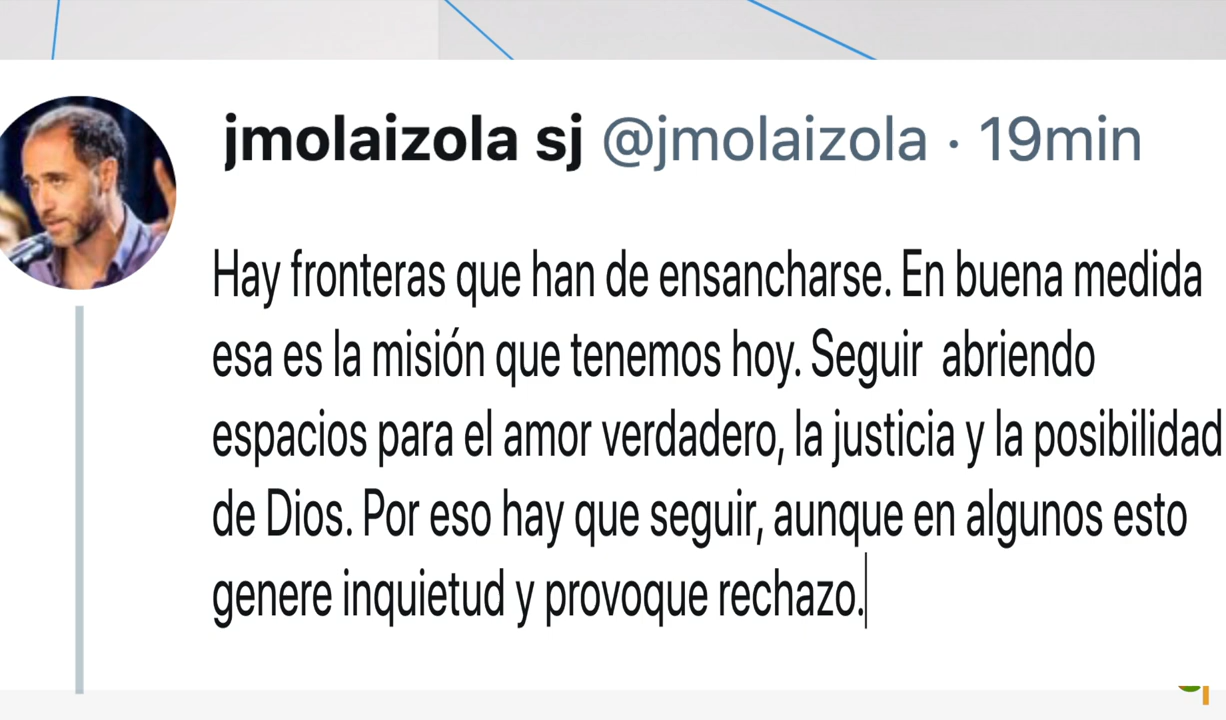 jmolaizola sj @jmolaizola · 19min
Hay fronteras que han de ensancharse. En buena medida
esa es la misión que tenemos hoy. Seguir  abriendo
espacios para el amor verdadero, la justicia y la posibilidad
de Dios. Por eso hay que seguir, aunque en algunos esto
genere inquietud y provoque rechazo.